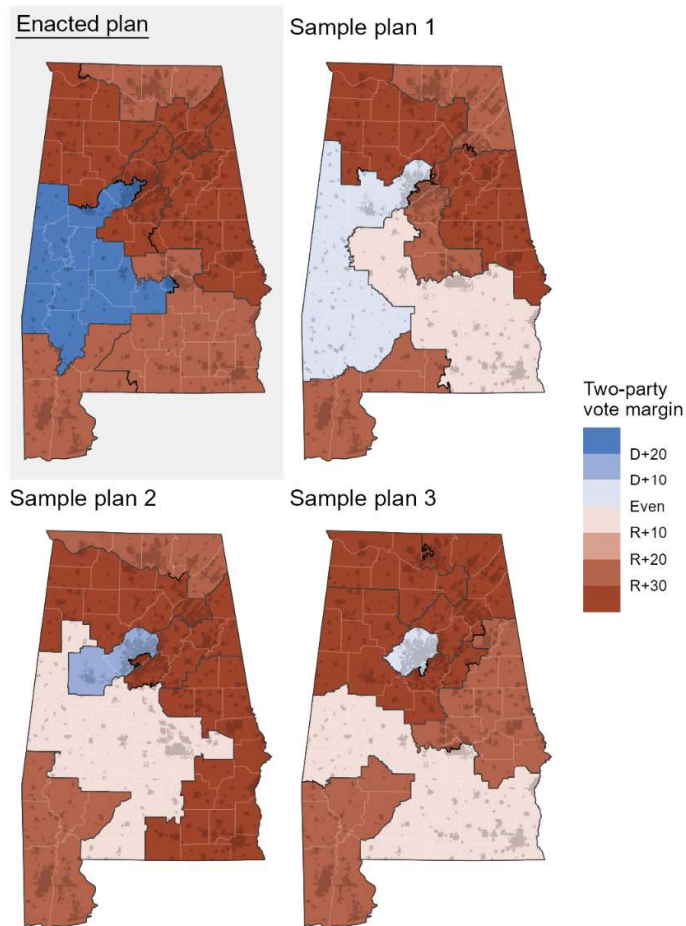 Enacted plan
Sample plan 1
Two-party
vote margin
D+20
D+10
Even
R+10
R+20
R+30
Sample plan 2
Sample plan 3